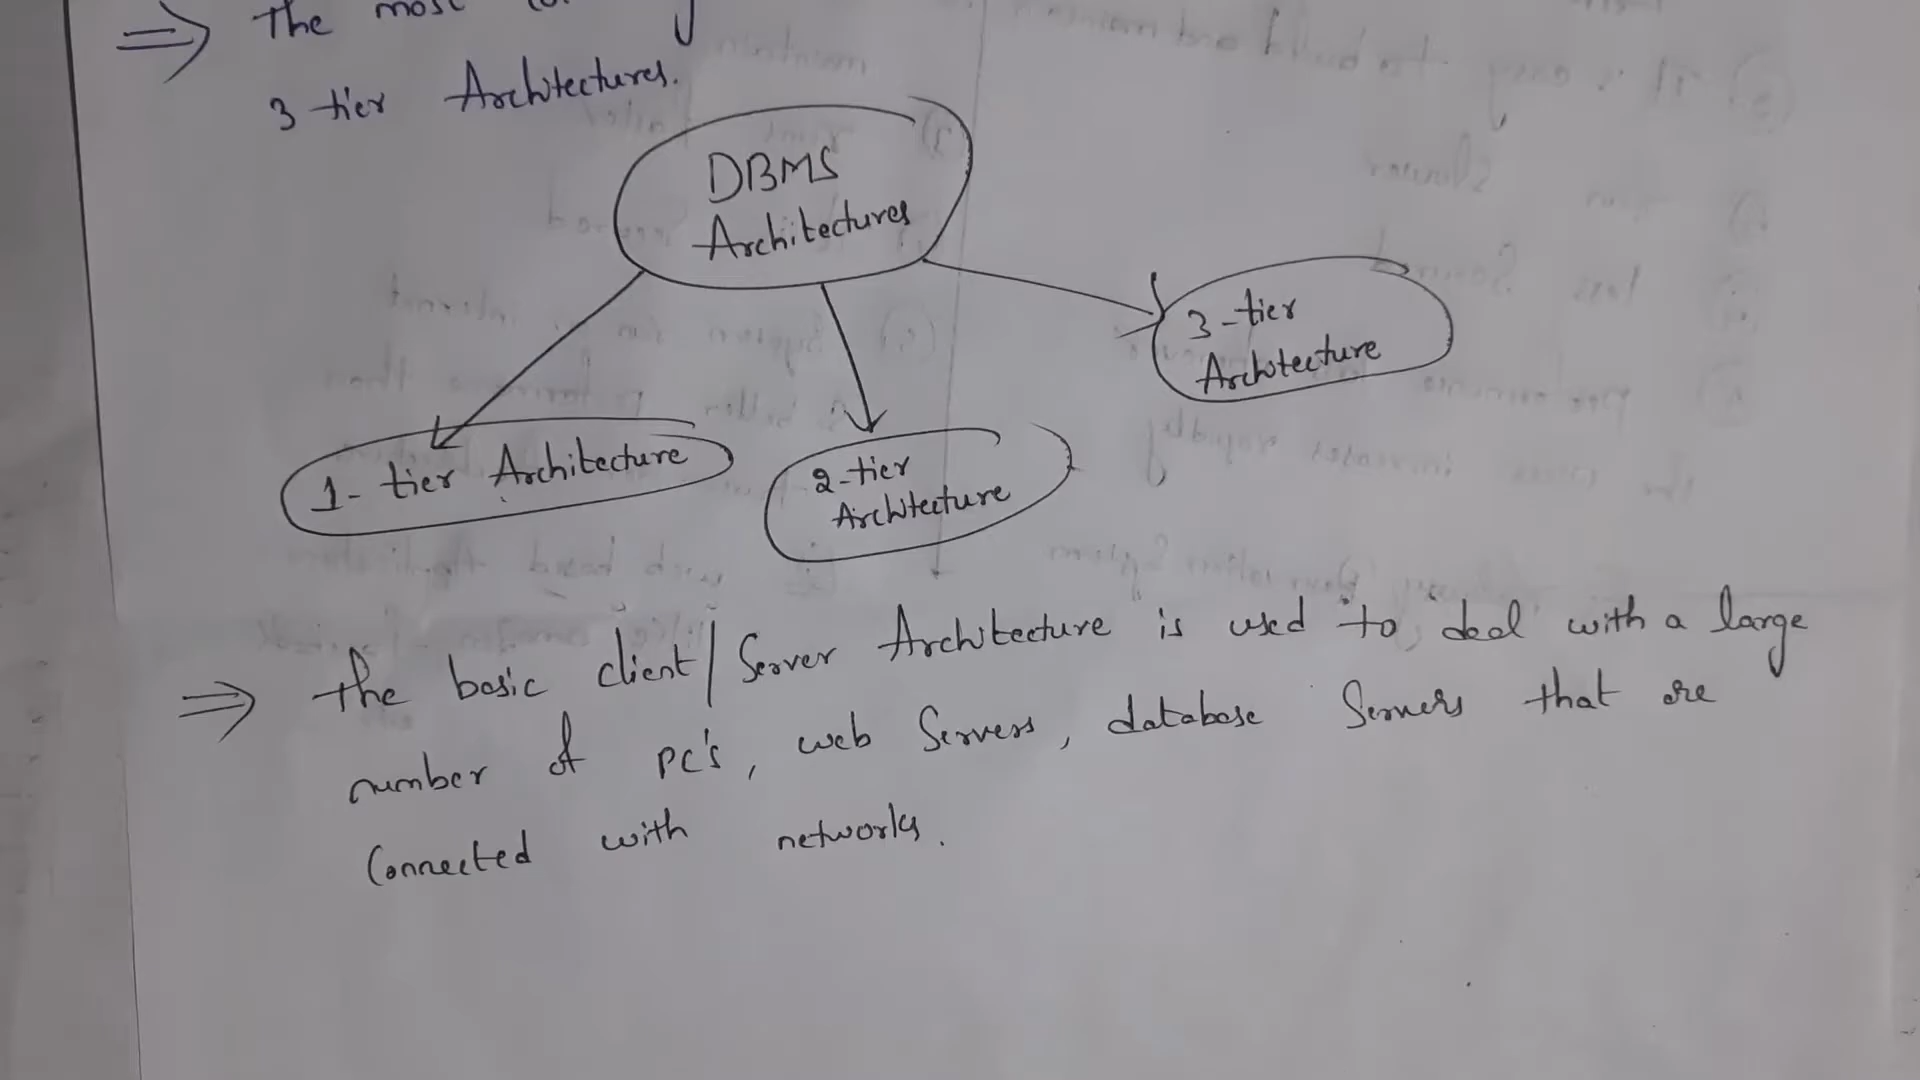 ⇒ The most
3-tier Architectures.
DBMS
Architectures
3-tier
Architecture
1-tier Architecture
2-tier
Architecture
⇒ The basic client/Server Architecture is used to deal with a large
number of PC's, web Servers, database Servers that are
Connected with networks.